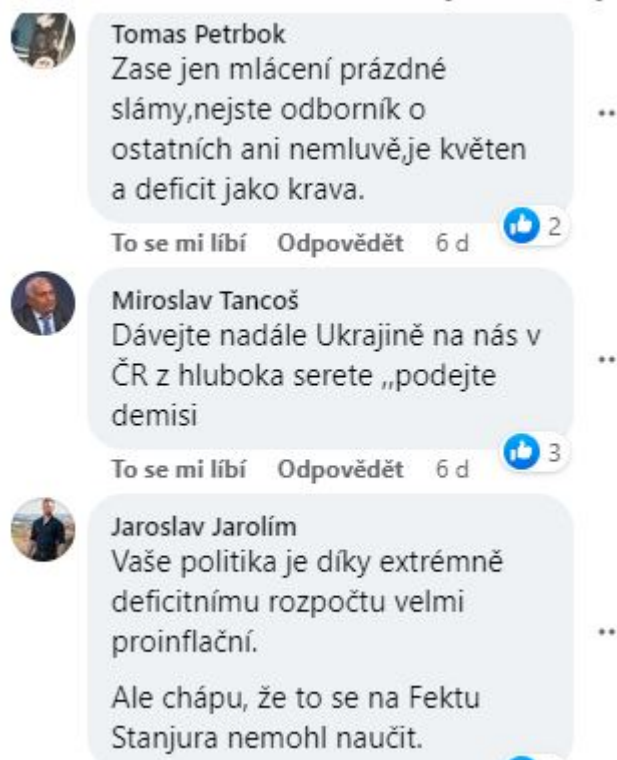 Tomas Petrbok
Zase jen mlácení prázdné
slámy,nejste odborník o
ostatních ani nemluvě,je květen
a deficit jako krava.
To se mi líbí Odpovědět 6 d 2
Miroslav Tancoš
Dávejte nadále Ukrajině na nás v
ČR z hluboka serete ,,podejte
demisi
To se mi líbí Odpovědět 6 d 3
Jaroslav Jarolím
Vaše politika je díky extrémně
deficitnímu rozpočtu velmi
proinflační.
Ale chápu, že to se na Fektu
Stanjura nemohl naučit.